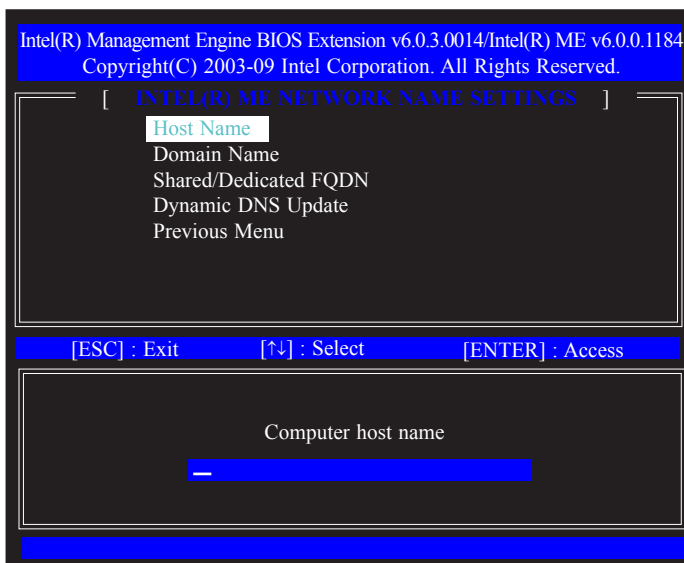 Intel(R) Management Engine BIOS Extension v6.0.3.0014/Intel(R) ME v6.0.0.1184
Copyright(C) 2003-09 Intel Corporation. All Rights Reserved.
[ INTEL(R) ME NETWORK NAME SETTINGS ]
Host Name
Domain Name
Shared/Dedicated FQDN
Dynamic DNS Update
Previous Menu
[ESC] : Exit [↑↓] : Select [ENTER] : Access
Computer host name